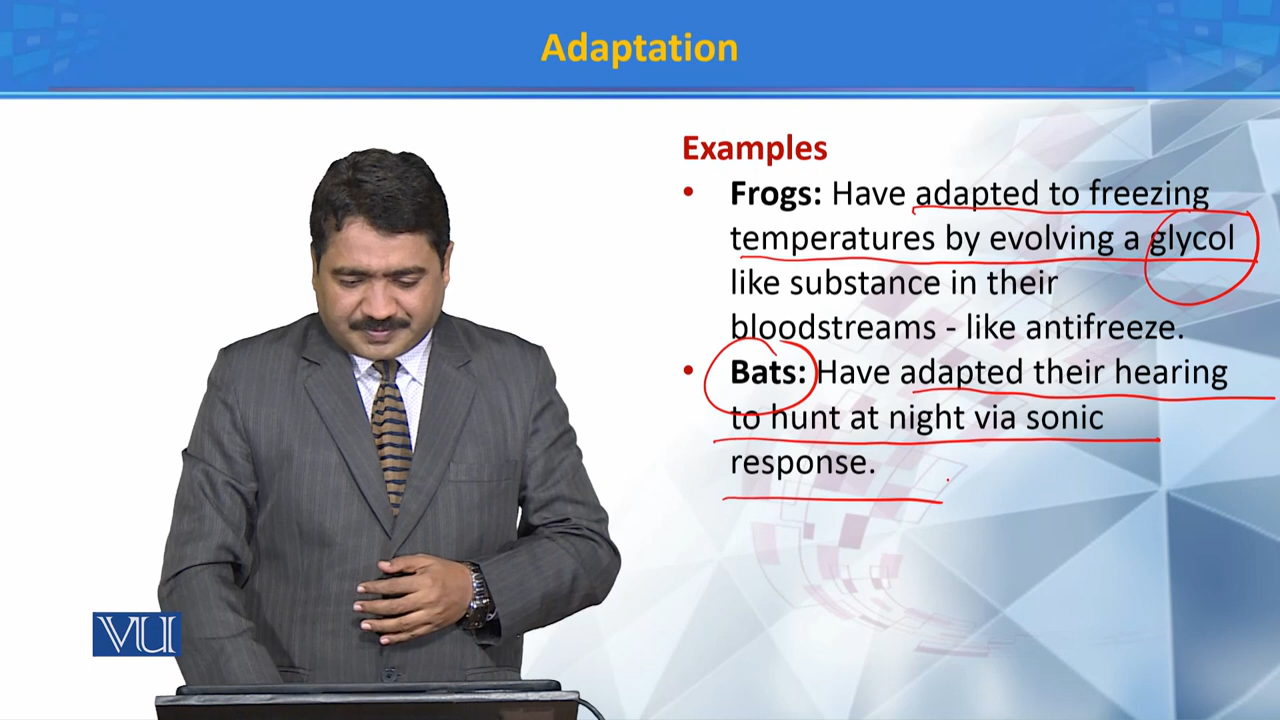 Adaptation
Examples
• Frogs: Have adapted to freezing
temperatures by evolving a glycol
like substance in their
bloodstreams - like antifreeze.
• Bats: Have adapted their hearing
to hunt at night via sonic
response.
VU